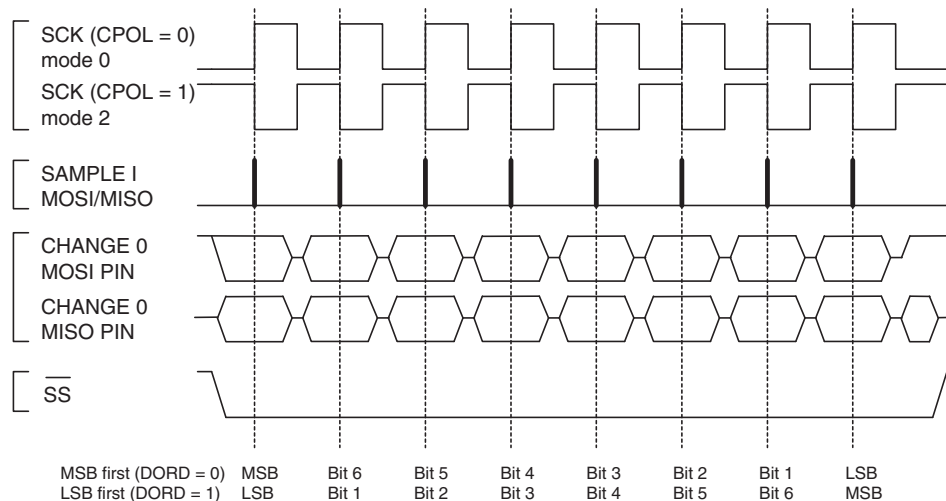 SCK (CPOL = 0)
mode 0
SCK (CPOL = 1)
mode 2
SAMPLE I
MOSI/MISO
CHANGE 0
MOSI PIN
CHANGE 0
MISO PIN
SS
MSB first (DORD = 0) MSB Bit 6 Bit 5 Bit 4 Bit 3 Bit 2 Bit 1 LSB
LSB first (DORD = 1) LSB Bit 1 Bit 2 Bit 3 Bit 4 Bit 5 Bit 6 MSB